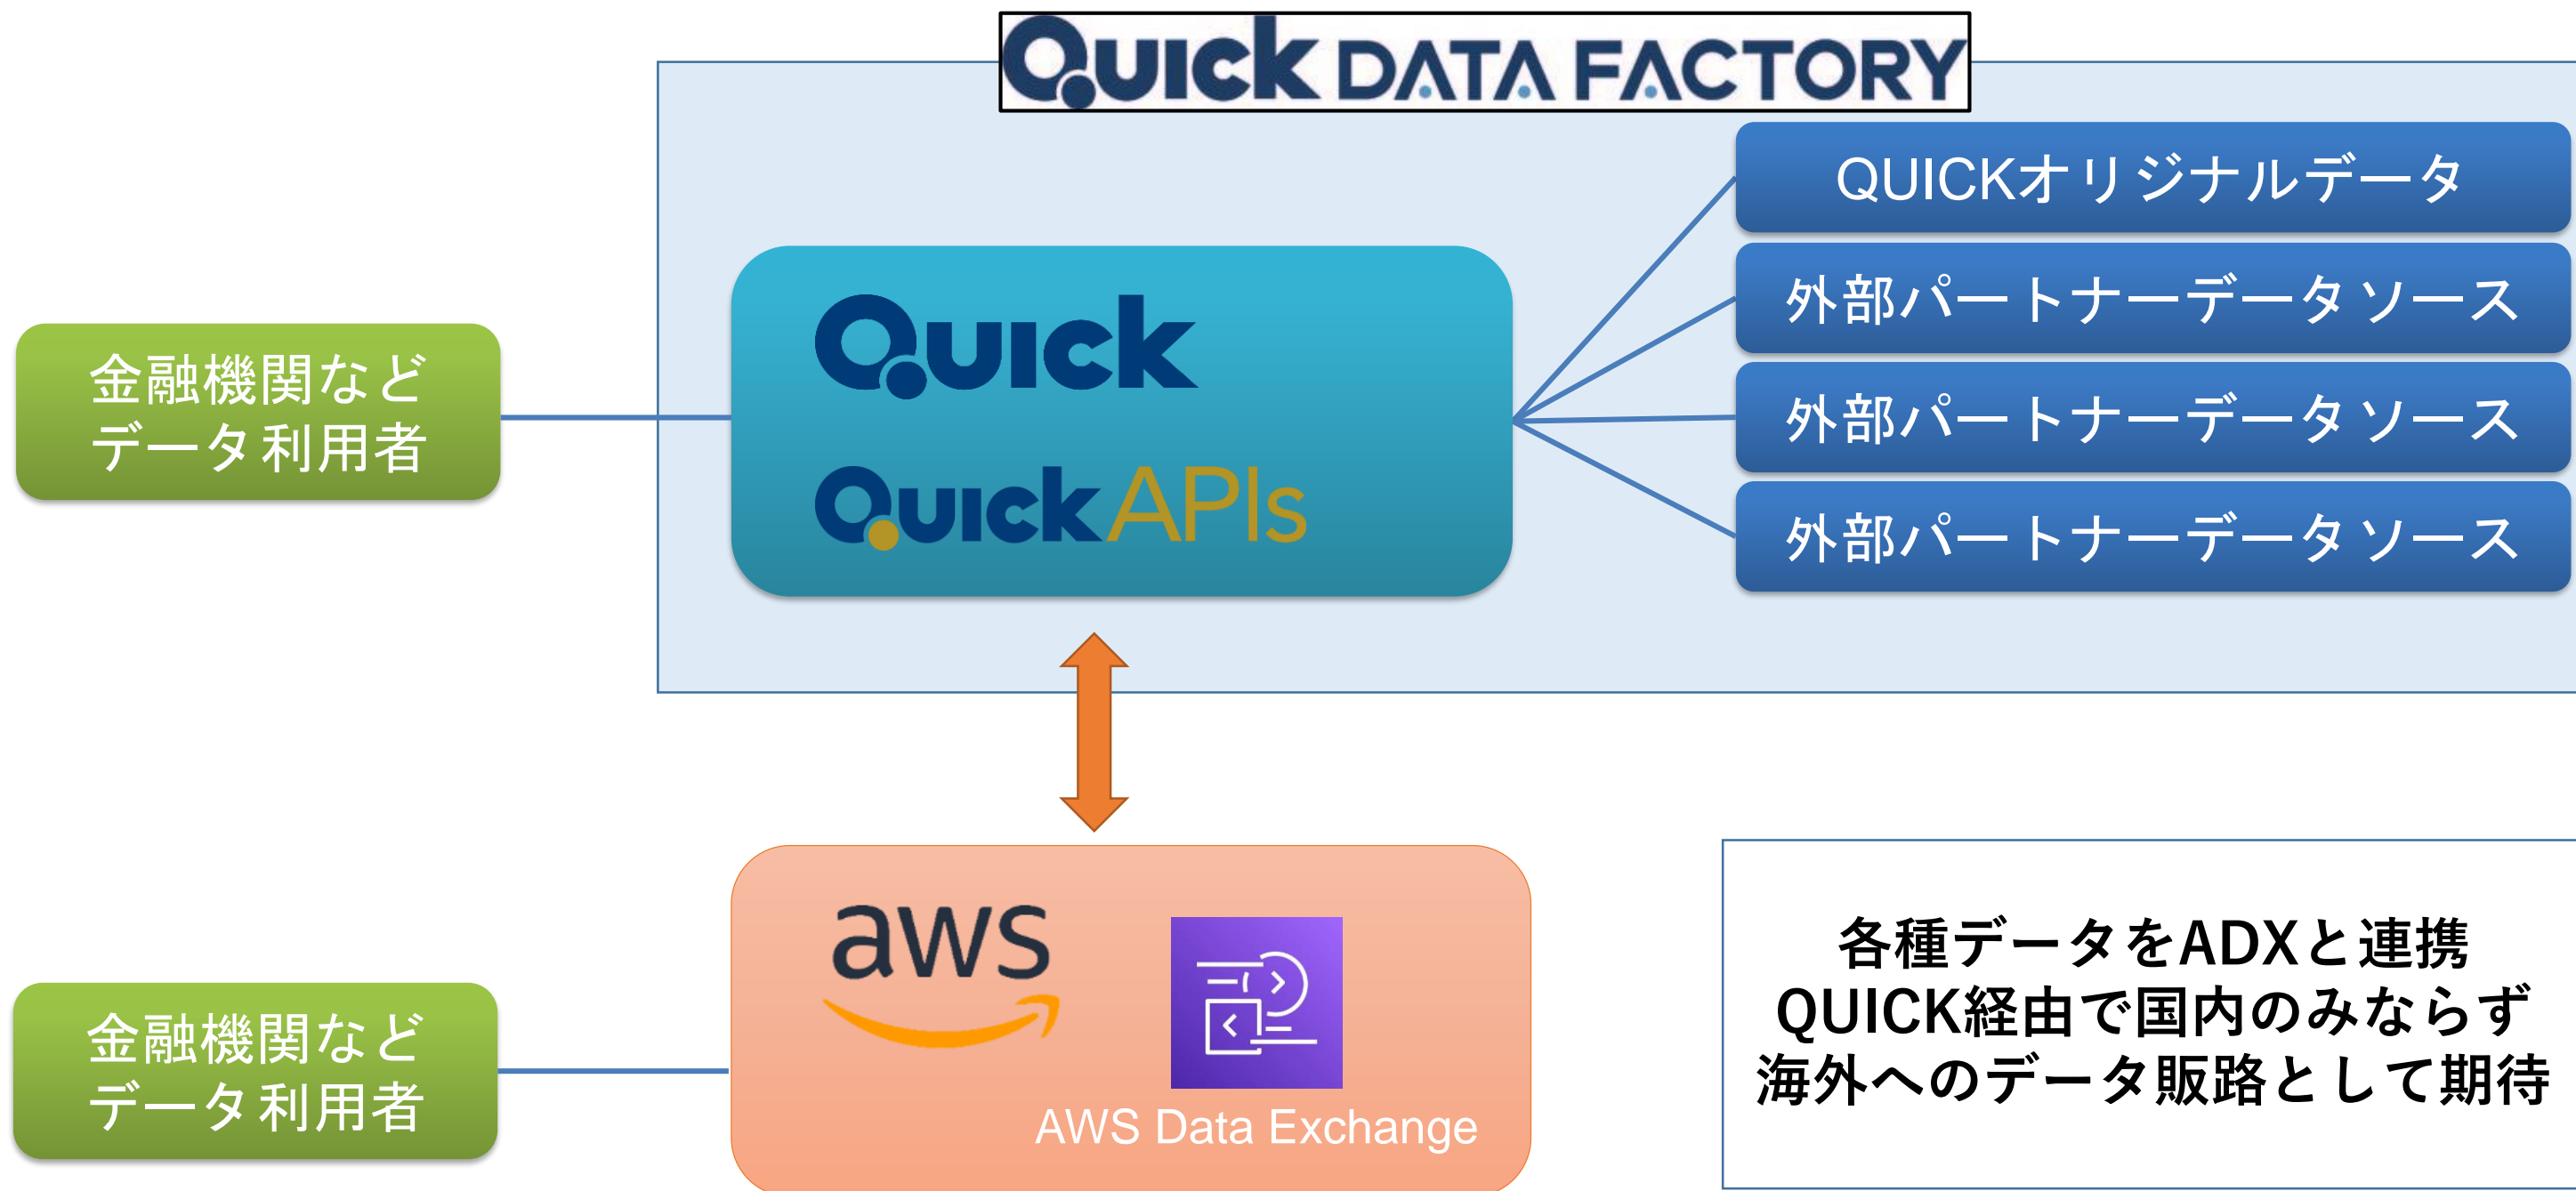 QUICK DATA FACTORY
QUICKオリジナルデータ
外部パートナーデータソース
外部パートナーデータソース
外部パートナーデータソース
QUICK
QUICK APIs
金融機関など
データ利用者
aws
AWS Data Exchange
金融機関など
データ利用者
各種データをADXと連携
QUICK経由で国内のみならず
海外へのデータ販路として期待